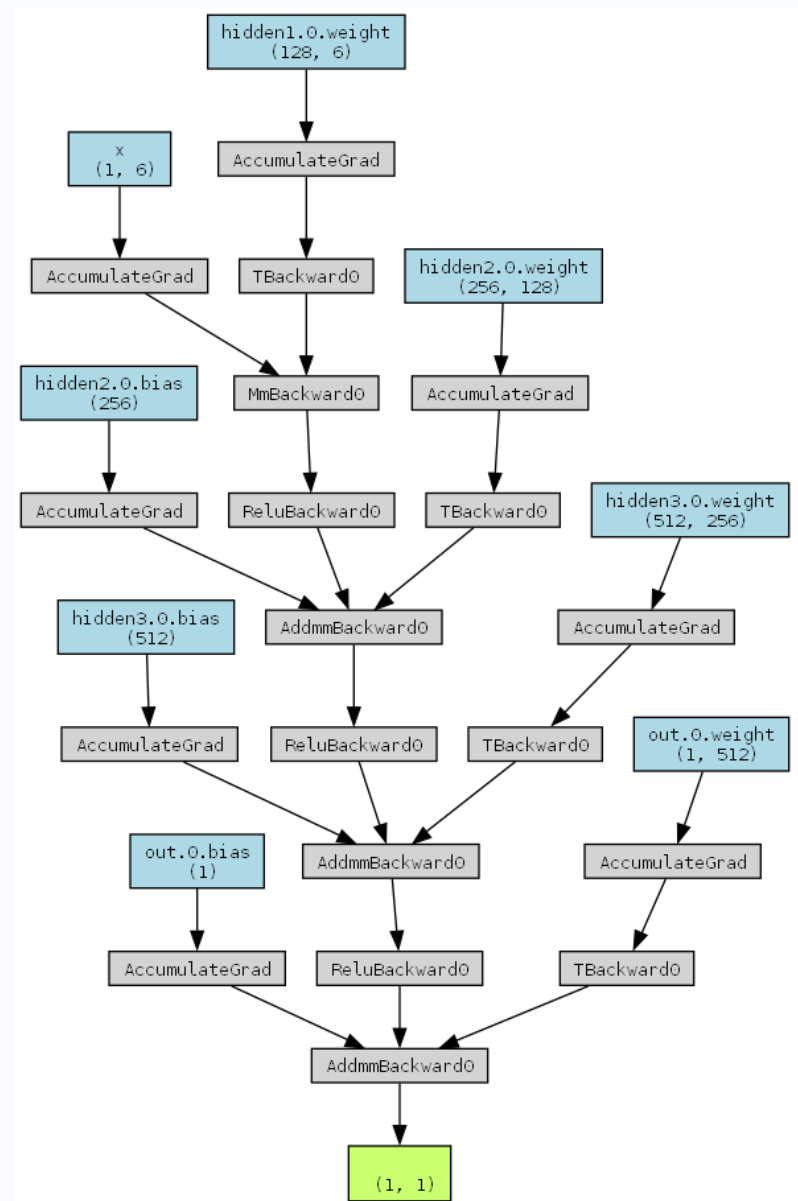 hidden1.0.weight
(128, 6)
x
(1, 6)
AccumulateGrad
AccumulateGrad
TBackward0
hidden2.0.weight
(256, 128)
hidden2.0.bias
(256)
MmBackward0
AccumulateGrad
AccumulateGrad
ReluBackward0
TBackward0
hidden3.0.weight
(512, 256)
hidden3.0.bias
(512)
AddmmBackward0
AccumulateGrad
AccumulateGrad
ReluBackward0
TBackward0
out.0.weight
(1, 512)
out.0.bias
(1)
AddmmBackward0
AccumulateGrad
AccumulateGrad
ReluBackward0
TBackward0
AddmmBackward0
(1, 1)